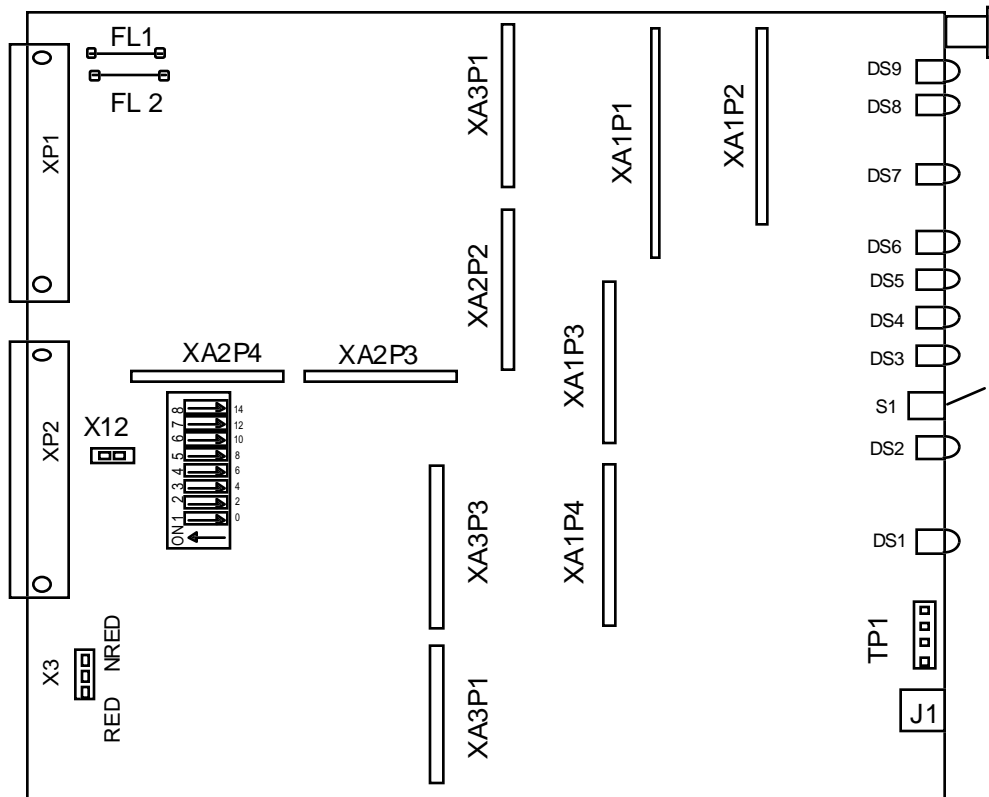 FL1
FL 2
XP1
XA3P1
XA1P1
XA1P2
DS9
DS8
DS7
DS6
DS5
DS4
DS3
S1
DS2
DS1
XA2P2
XA1P3
XA2P4
XA2P3
XP2
X12
8 14
7 12
6 10
5 8
4 6
3 4
2 2
1 0
ON
XA3P3
XA1P4
TP1
X3
NRED
RED
XA3P1
J1